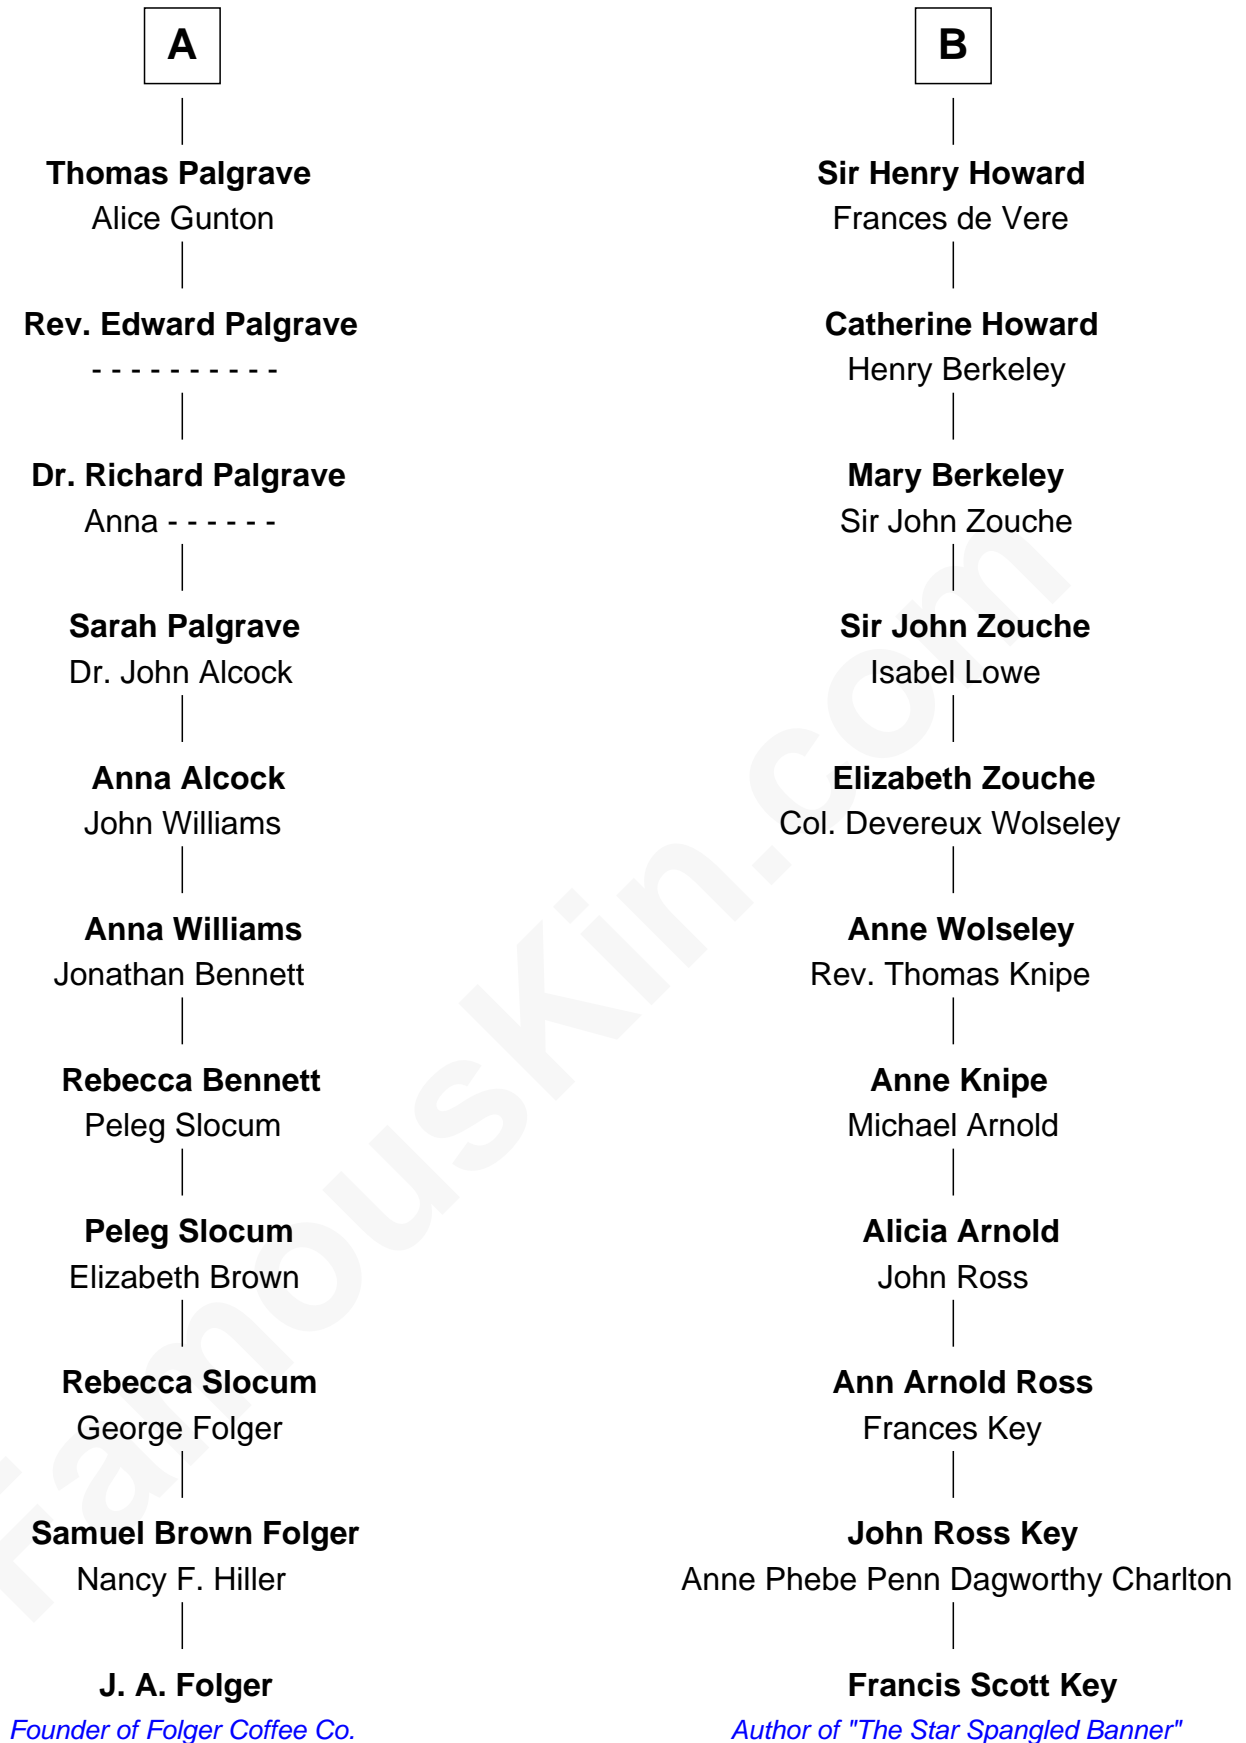 A
Thomas Palgrave
Alice Gunton
Rev. Edward Palgrave
- - - - - - - - - -
Dr. Richard Palgrave
Anna - - - - - -
Sarah Palgrave
Dr. John Alcock
Anna Alcock
John Williams
Anna Williams
Jonathan Bennett
Rebecca Bennett
Peleg Slocum
Peleg Slocum
Elizabeth Brown
Rebecca Slocum
George Folger
Samuel Brown Folger
Nancy F. Hiller
J. A. Folger
Founder of Folger Coffee Co.
B
Sir Henry Howard
Frances de Vere
Catherine Howard
Henry Berkeley
Mary Berkeley
Sir John Zouche
Sir John Zouche
Isabel Lowe
Elizabeth Zouche
Col. Devereux Wolseley
Anne Wolseley
Rev. Thomas Knipe
Anne Knipe
Michael Arnold
Alicia Arnold
John Ross
Ann Arnold Ross
Frances Key
John Ross Key
Anne Phebe Penn Dagworthy Charlton
Francis Scott Key
Author of "The Star Spangled Banner"
FamousKin.com